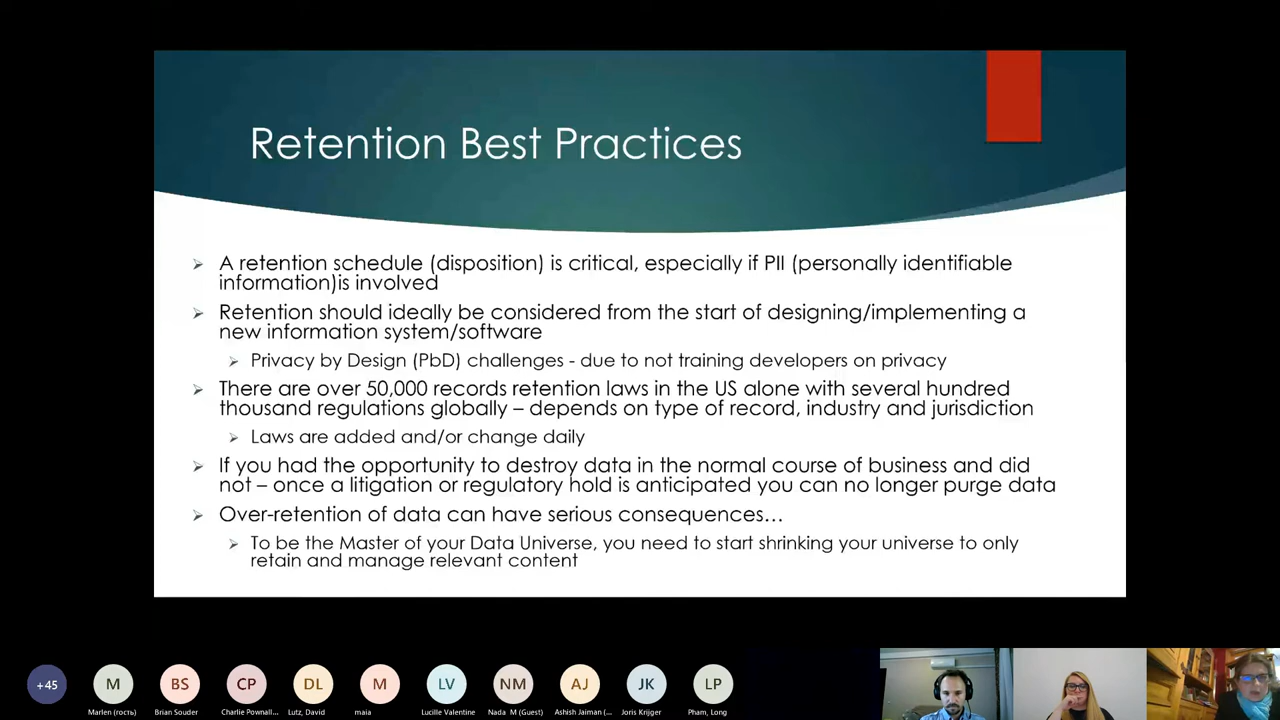 Retention Best Practices
A retention schedule (disposition) is critical, especially if PII (personally identifiable
information)is involved
Retention should ideally be considered from the start of designing/implementing a
new information system/software
Privacy by Design (PbD) challenges - due to not training developers on privacy
There are over 50,000 records retention laws in the US alone with several hundred
thousand regulations globally – depends on type of record, industry and jurisdiction
Laws are added and/or change daily
If you had the opportunity to destroy data in the normal course of business and did
not – once a litigation or regulatory hold is anticipated you can no longer purge data
Over-retention of data can have serious consequences…
To be the Master of your Data Universe, you need to start shrinking your universe to only
retain and manage relevant content
+45 M BS CP DL M LV NM AJ JK LP
Marlen (гость) Brian Souder Charlie Pownall... Lutz, David maia Lucille Valentine Nada M (Guest) Ashish Jaiman (... Joris Krijger Pham, Long